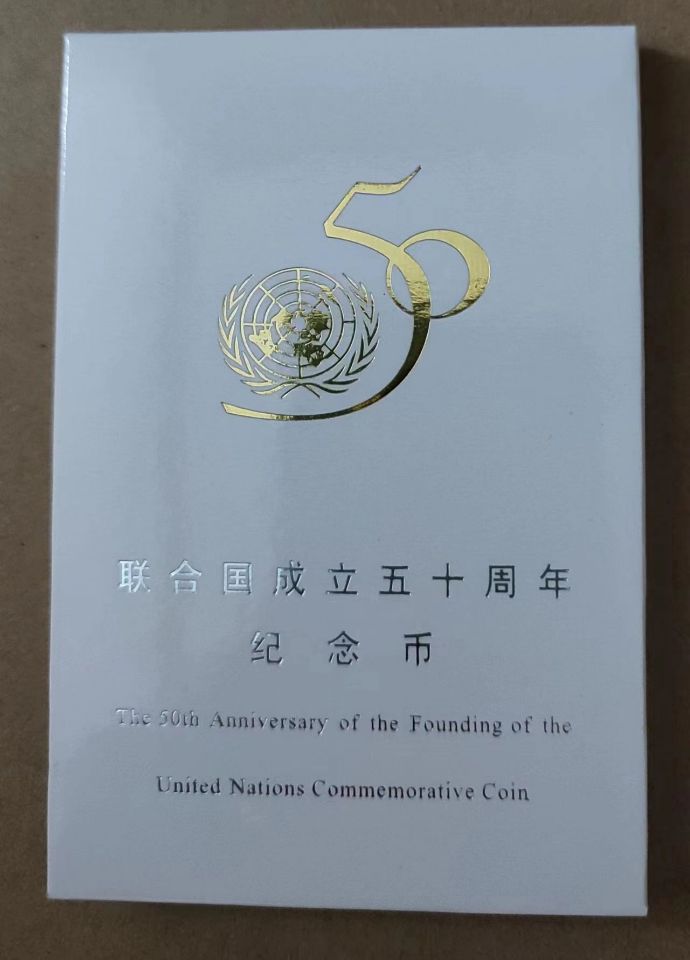 50
联合国成立五十周年
纪念币
The 50th Anniversary of the Founding of the
United Nations Commemorative Coin